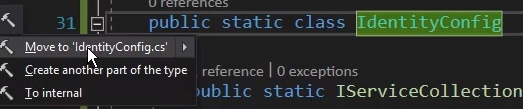 0 references
31 public static class IdentityConfig
Move to 'IdentityConfig.cs'
reference | 0 exceptions
Create another part of the type
public static IServiceCollection
To internal